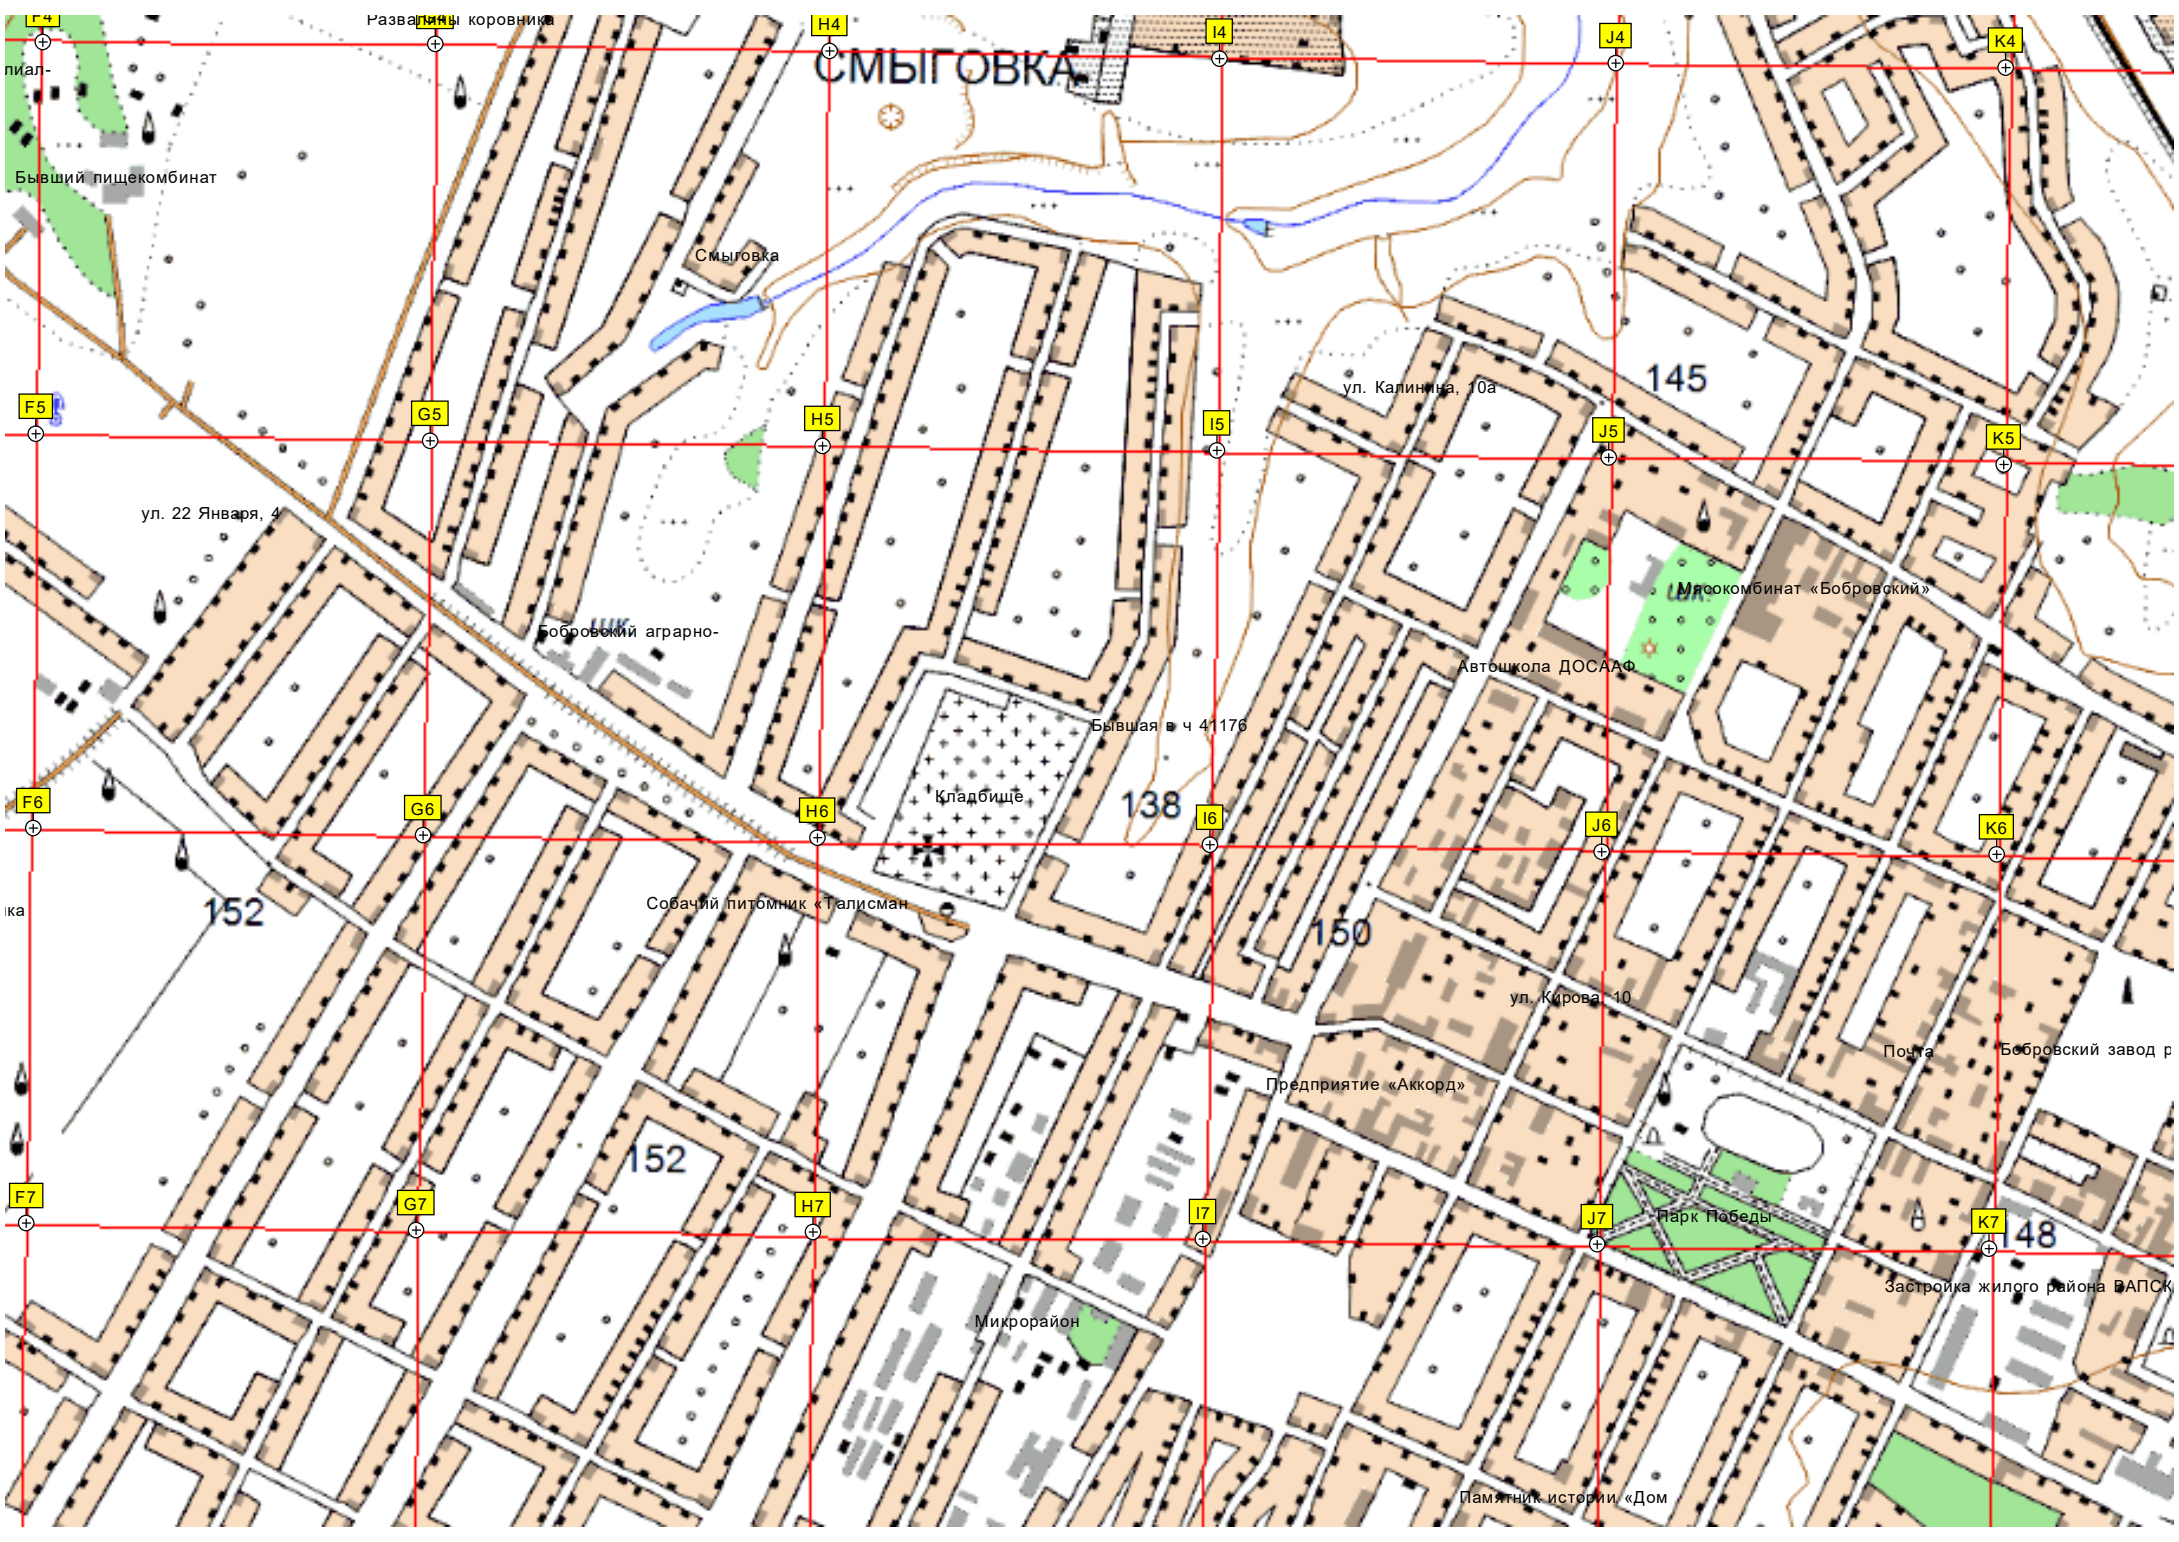 F4
Развалины коровника
H4
I4
J4
K4
СМЫГОВКА
лиал-
Бывший пищекомбинат
Смыговка
145
ул. Калинина, 10а
F5
G5
H5
I5
J5
K5
ул. 22 Января, 4
шк.
Мясокомбинат «Бобровский»
шк.
Бобровский аграрно-
Автошкола ДОСААФ
Бывшая в ч 41176
Кладбище
138
F6
G6
H6
I6
J6
K6
152
Собачий питомник «Талисман
150
ул. Кирова, 10
Почта
Бобровский завод р
Предприятие «Аккорд»
152
F7
G7
H7
I7
J7
K7
Парк Победы
148
Застройка жилого района ВАПСК
Микрорайон
Памятник истории «Дом